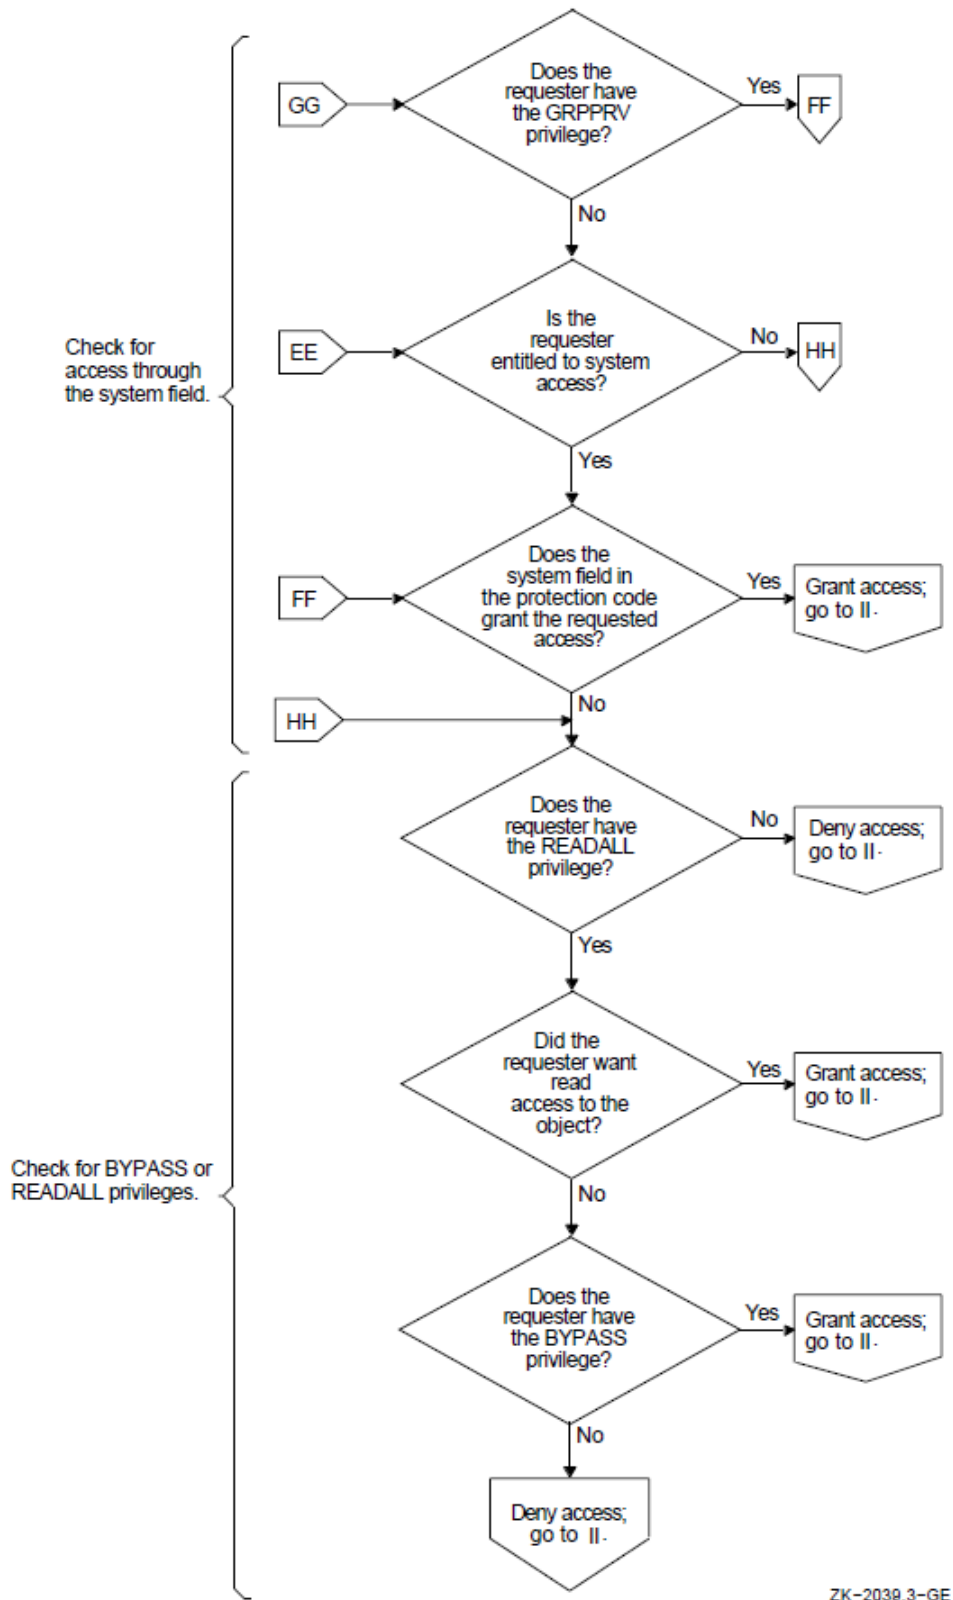 Does the
requester have
the GRPPRV
privilege?
GG
Yes
FF
No
Check for
access through
the system field.
Is the
requester
entitled to system
access?
EE
No
HH
Yes
Does the
system field in
the protection code
grant the requested
access?
FF
Yes
Grant access;
go to II.
No
HH
Does the
requester have
the READALL
privilege?
No
Deny access;
go to II.
Yes
Did the
requester want
read
access to the
object?
Yes
Grant access;
go to II.
Check for BYPASS or
READALL privileges.
No
Does the
requester have
the BYPASS
privilege?
Yes
Grant access;
go to II.
No
Deny access;
go to II.
ZK-2039.3-GE